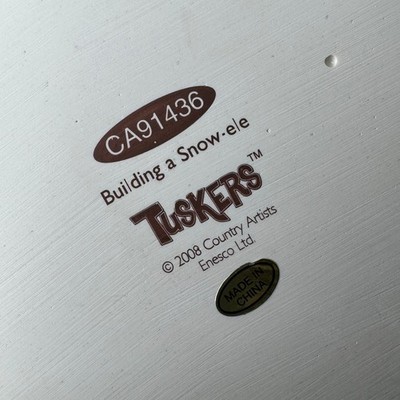 CA91436
Building a Snow-ele
TUSKERS™
© 2008 Country Artists
Enesco Ltd.
MADE IN
CHINA